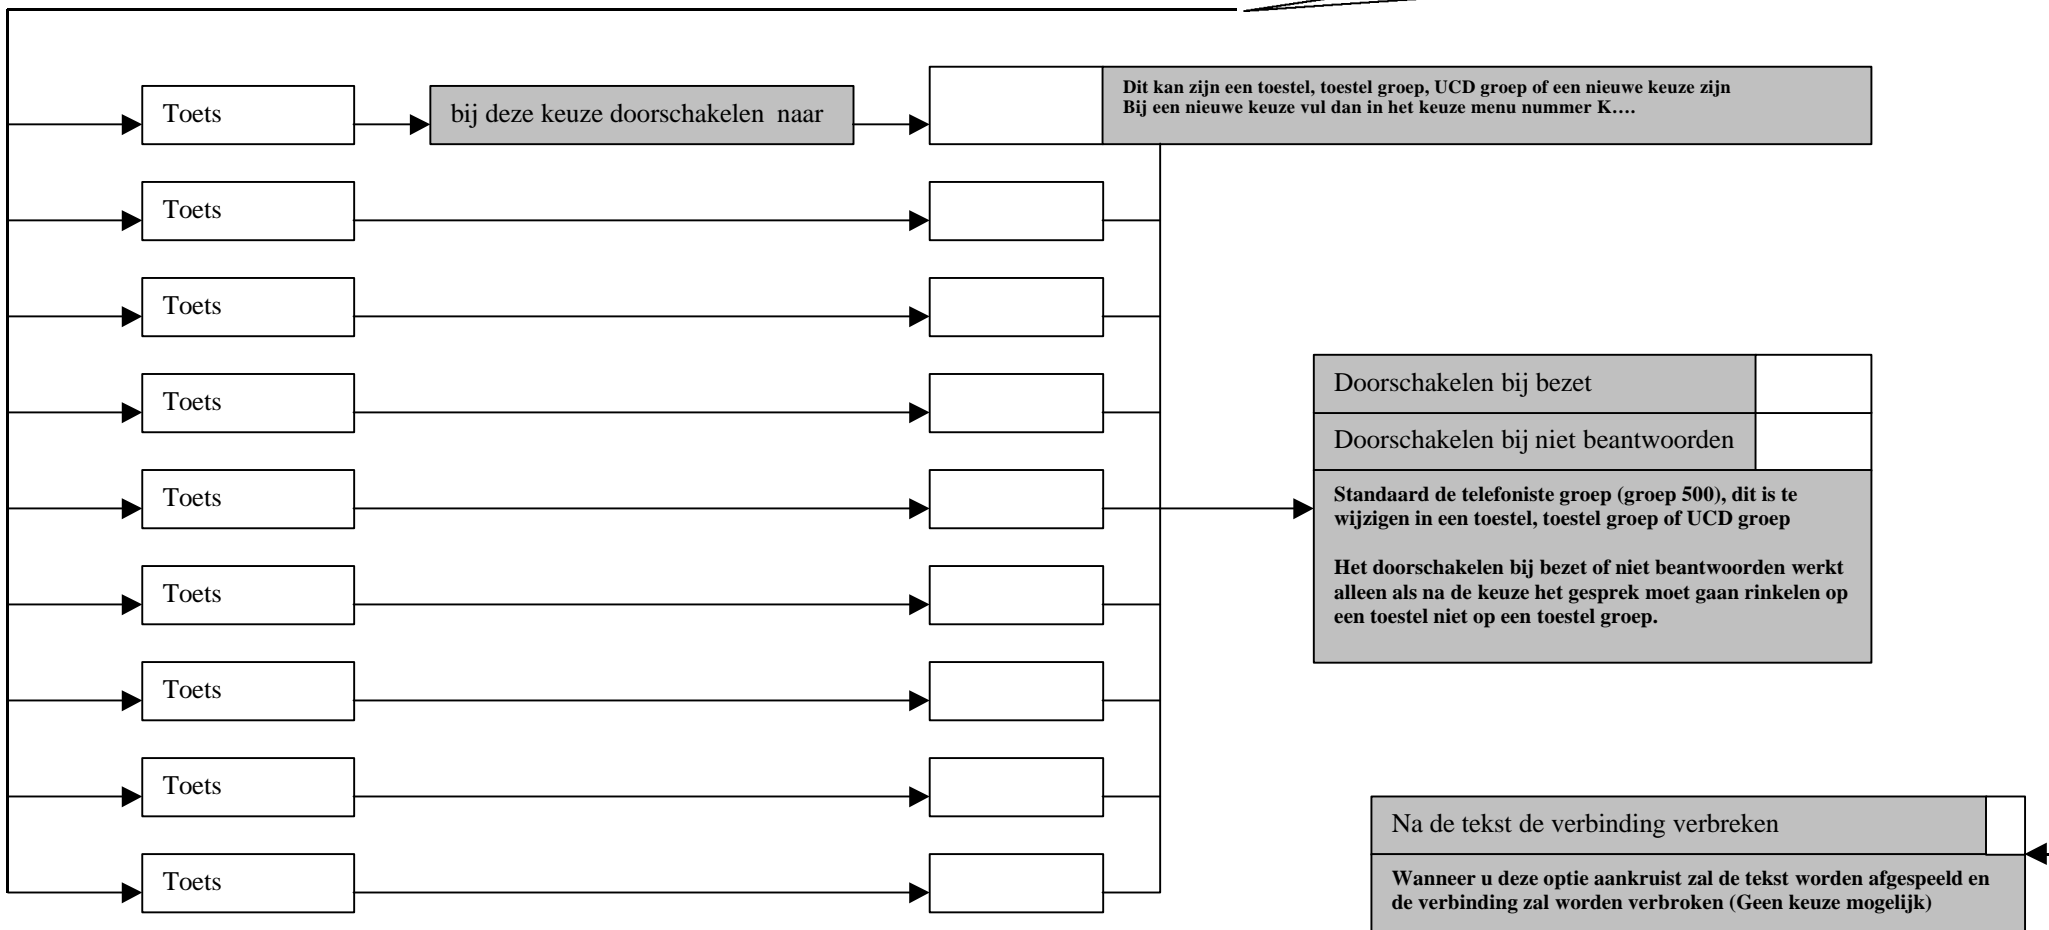 Toets
bij deze keuze doorschakelen  naar
Dit kan zijn een toestel, toestel groep, UCD groep of een nieuwe keuze zijn
Bij een nieuwe keuze vul dan in het keuze menu nummer K….
Toets
Toets
Toets
Toets
Toets
Toets
Toets
Toets
Doorschakelen bij bezet
Doorschakelen bij niet beantwoorden
Standaard de telefoniste groep (groep 500), dit is te
wijzigen in een toestel, toestel groep of UCD groep
Het doorschakelen bij bezet of niet beantwoorden werkt
alleen als na de keuze het gesprek moet gaan rinkelen op
een toestel niet op een toestel groep.
Na de tekst de verbinding verbreken
Wanneer u deze optie aankruist zal de tekst worden afgespeeld en
de verbinding zal worden verbroken (Geen keuze mogelijk)